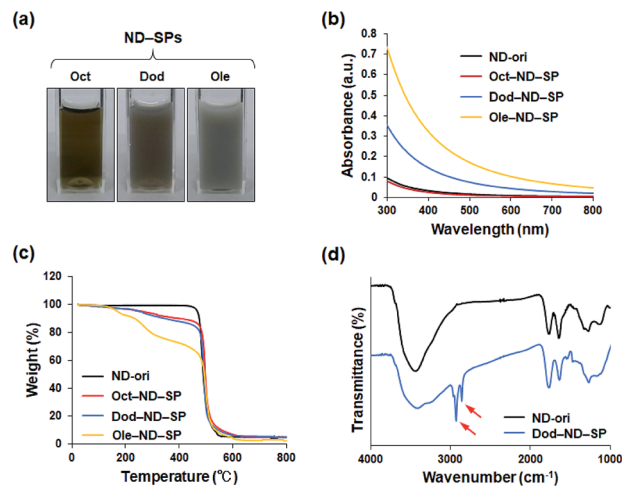 (a)
ND–SPs
Oct Dod Ole
(b)
Absorbance (a.u.)
0.8
0.7
0.6
0.5
0.4
0.3
0.2
0.1
0
300 400 500 600 700 800
Wavelength (nm)
ND-ori
Oct–ND–SP
Dod–ND–SP
Ole–ND–SP
(c)
Weight (%)
120
100
80
60
40
20
0
0 200 400 600 800
Temperature (℃)
ND-ori
Oct–ND–SP
Dod–ND–SP
Ole–ND–SP
(d)
Transmittance (%)
4000 3000 2000 1000
Wavenumber (cm⁻¹)
ND-ori
Dod–ND–SP